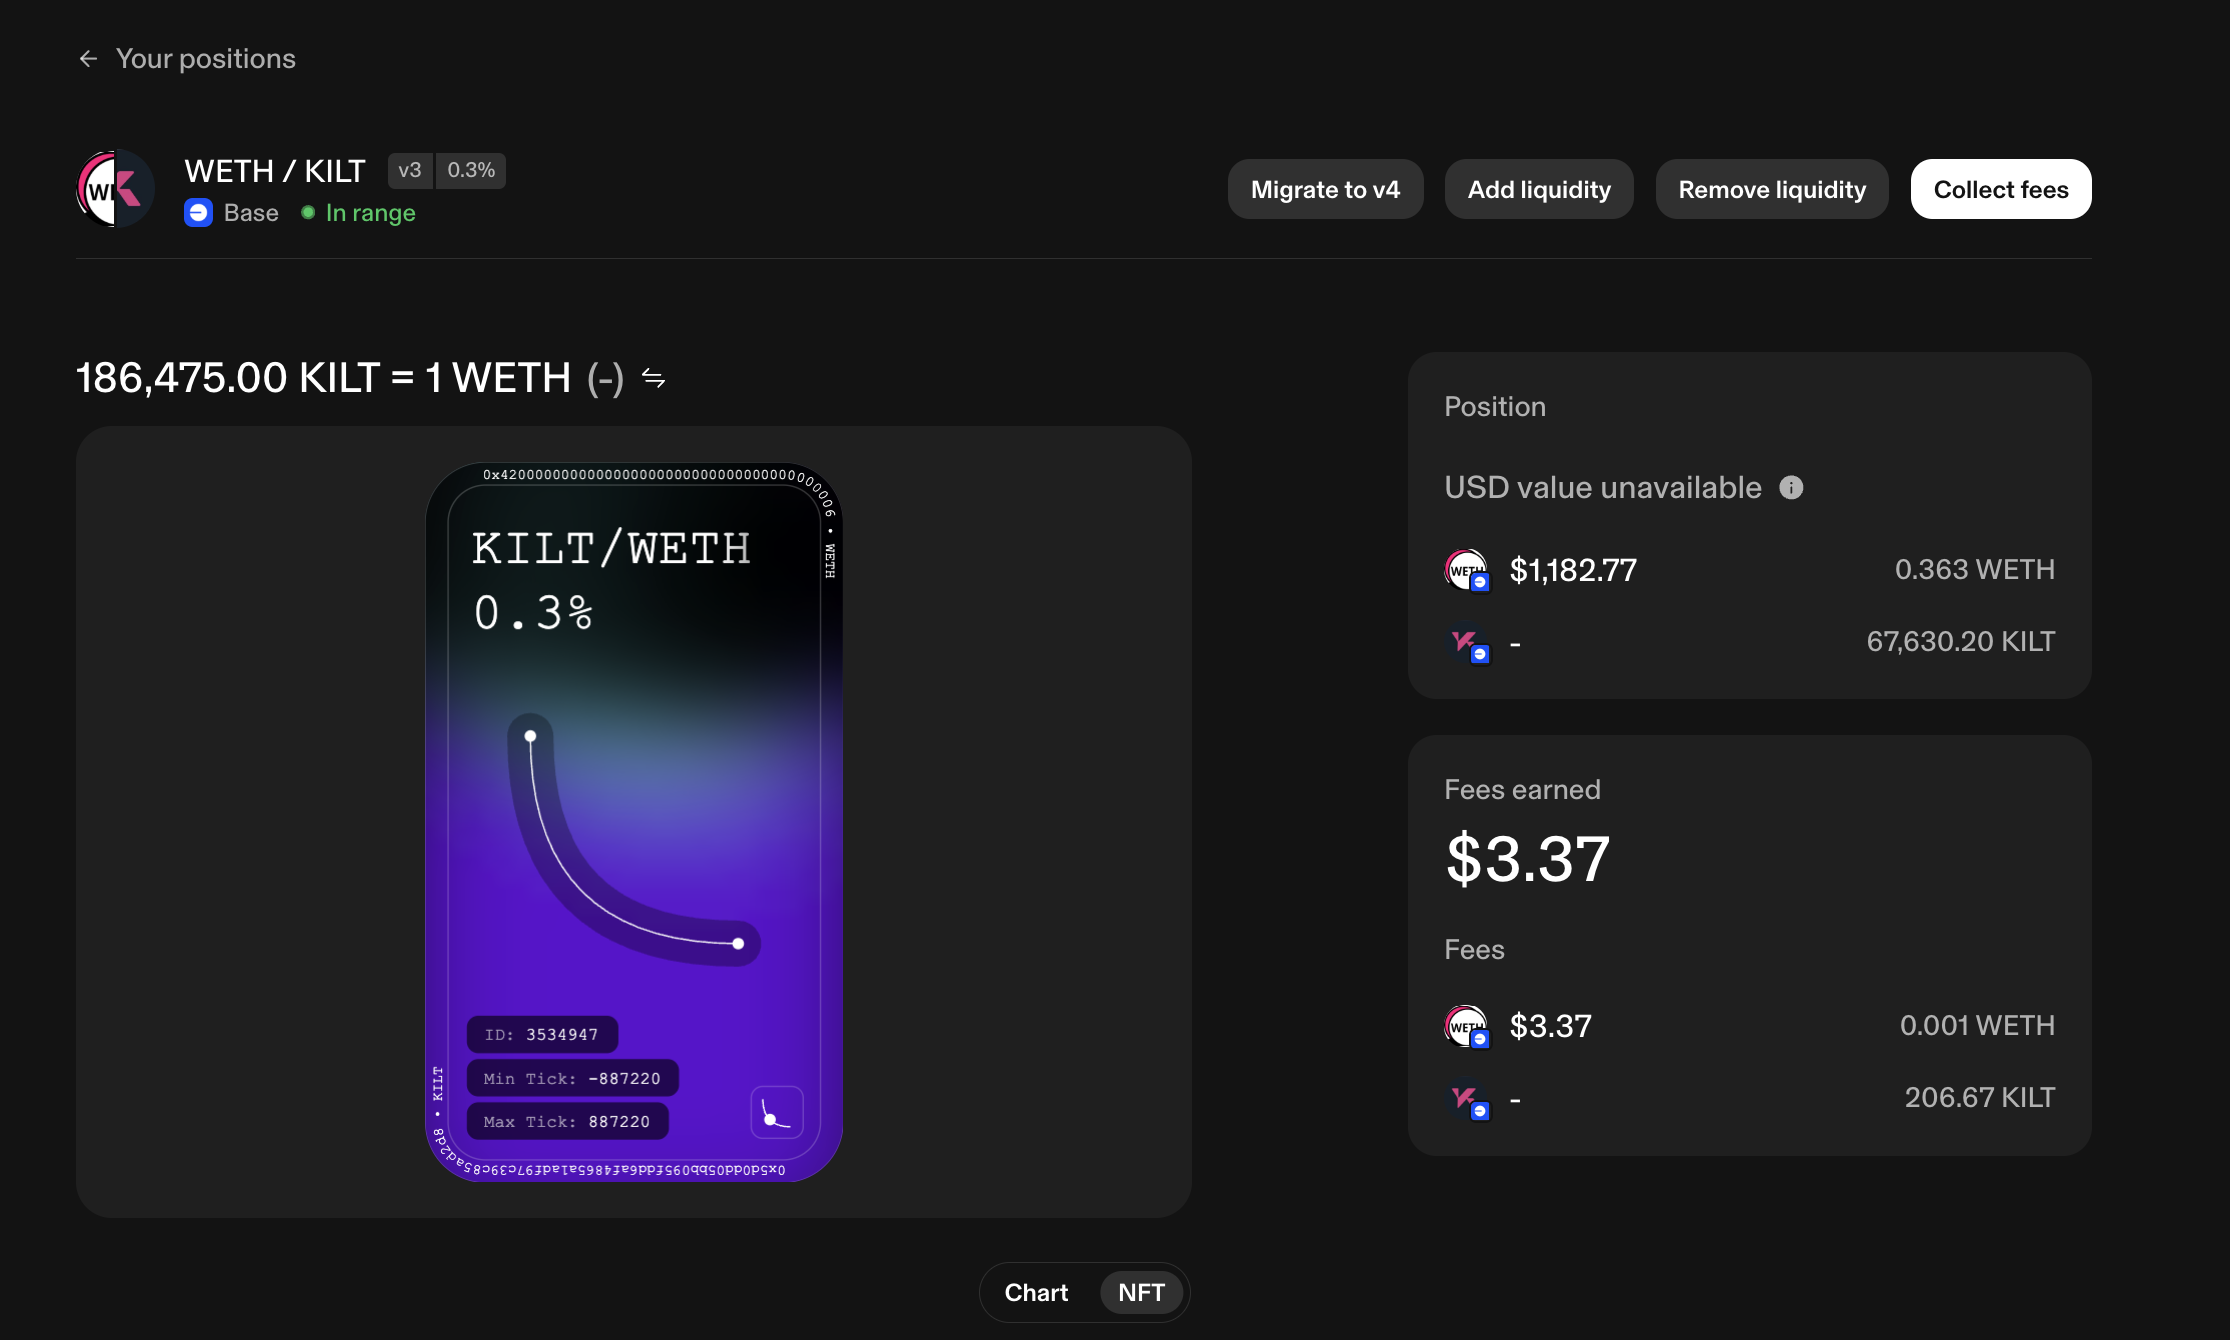 Your positions
WETH / KILT v3 0.3%
Base In range
Migrate to v4
Add liquidity
Remove liquidity
Collect fees
186,475.00 KILT = 1 WETH (-)
0x4200000000000000000000000000000000000006 • WETH
KILT/WETH
0.3%
ID: 3534947
Min Tick: -887220
Max Tick: 887220
0x5d0dd05bb095fdd6af4865a1adf97c39c85ad2d8 • KILT
Chart
NFT
Position
USD value unavailable
WETH $1,182.77 0.363 WETH
- 67,630.20 KILT
Fees earned
$3.37
Fees
WETH $3.37 0.001 WETH
- 206.67 KILT